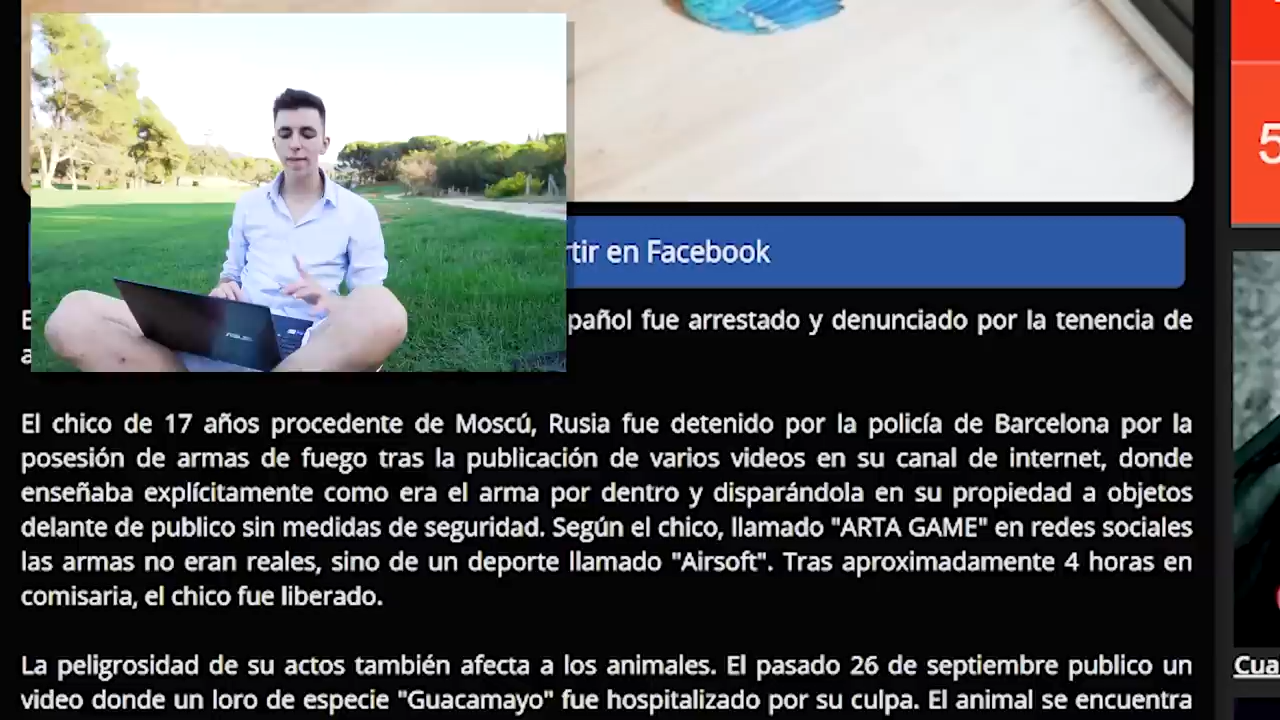 5
rtir en Facebook
E pañol fue arrestado y denunciado por la tenencia de
a
El chico de 17 años procedente de Moscú, Rusia fue detenido por la policía de Barcelona por la
posesión de armas de fuego tras la publicación de varios videos en su canal de internet, donde
enseñaba explícitamente como era el arma por dentro y disparándola en su propiedad a objetos
delante de publico sin medidas de seguridad. Según el chico, llamado "ARTA GAME" en redes sociales
las armas no eran reales, sino de un deporte llamado "Airsoft". Tras aproximadamente 4 horas en
comisaria, el chico fue liberado.
La peligrosidad de su actos también afecta a los animales. El pasado 26 de septiembre publico un
Cua
video donde un loro de especie "Guacamayo" fue hospitalizado por su culpa. El animal se encuentra
ASUS